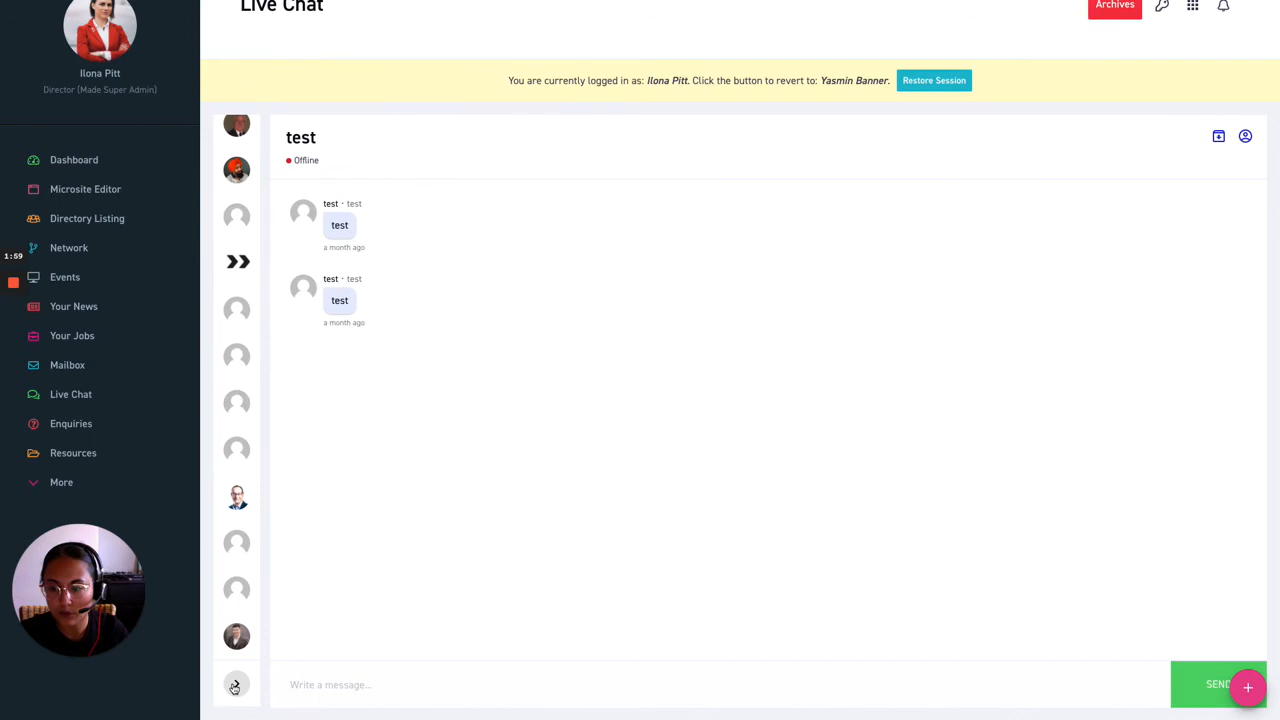 Live Chat
Archives
Ilona Pitt
Director (Made Super Admin)
You are currently logged in as: Ilona Pitt. Click the button to revert to: Yasmin Banner.
Restore Session
Dashboard
Microsite Editor
Directory Listing
Network
1:59
Events
Your News
Your Jobs
Mailbox
Live Chat
Enquiries
Resources
More
test
Offline
test · test
test
a month ago
test · test
test
a month ago
Write a message...
SEND